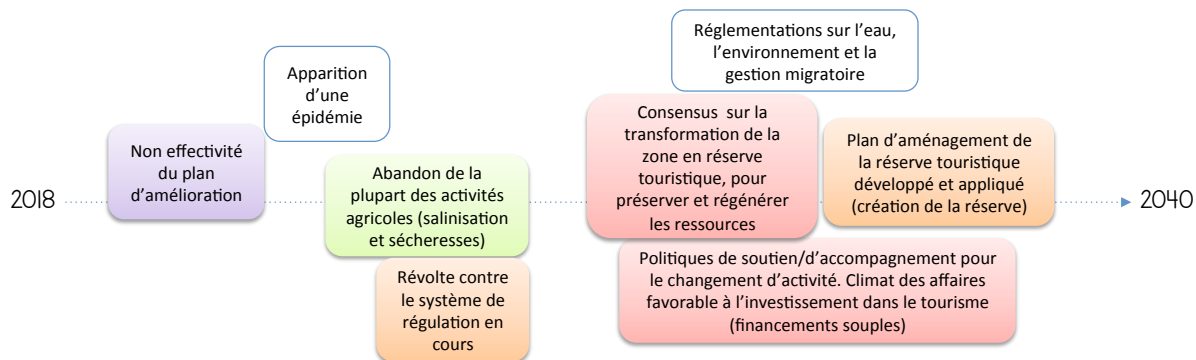 2018
Non effectivité
du plan
d’amélioration
Apparition
d’une
épidémie
Abandon de la
plupart des activités
agricoles (salinisation
et sécheresses)
Révolte contre
le système de
régulation en
cours
Réglementations sur l’eau,
l’environnement et la
gestion migratoire
Consensus sur la
transformation de la
zone en réserve
touristique, pour
préserver et régénérer
les ressources
Politiques de soutien/d’accompagnement pour
le changement d’activité. Climat des affaires
favorable à l’investissement dans le tourisme
(financements souples)
Plan d’aménagement de
la réserve touristique
développé et appliqué
(création de la réserve)
2040